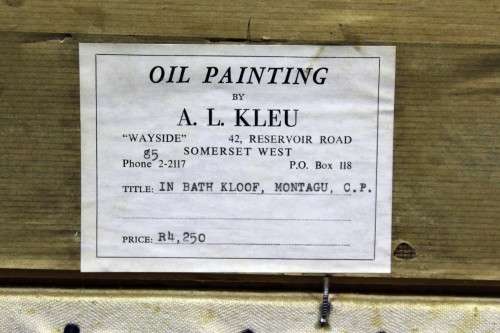 OIL PAINTING
BY
A. L. KLEU
"WAYSIDE" 42, RESERVOIR ROAD
SOMERSET WEST
85
Phone 2-2117 P.O. Box 118
TITLE: IN BATH KLOOF, MONTAGU, C.P.
PRICE: R4,250